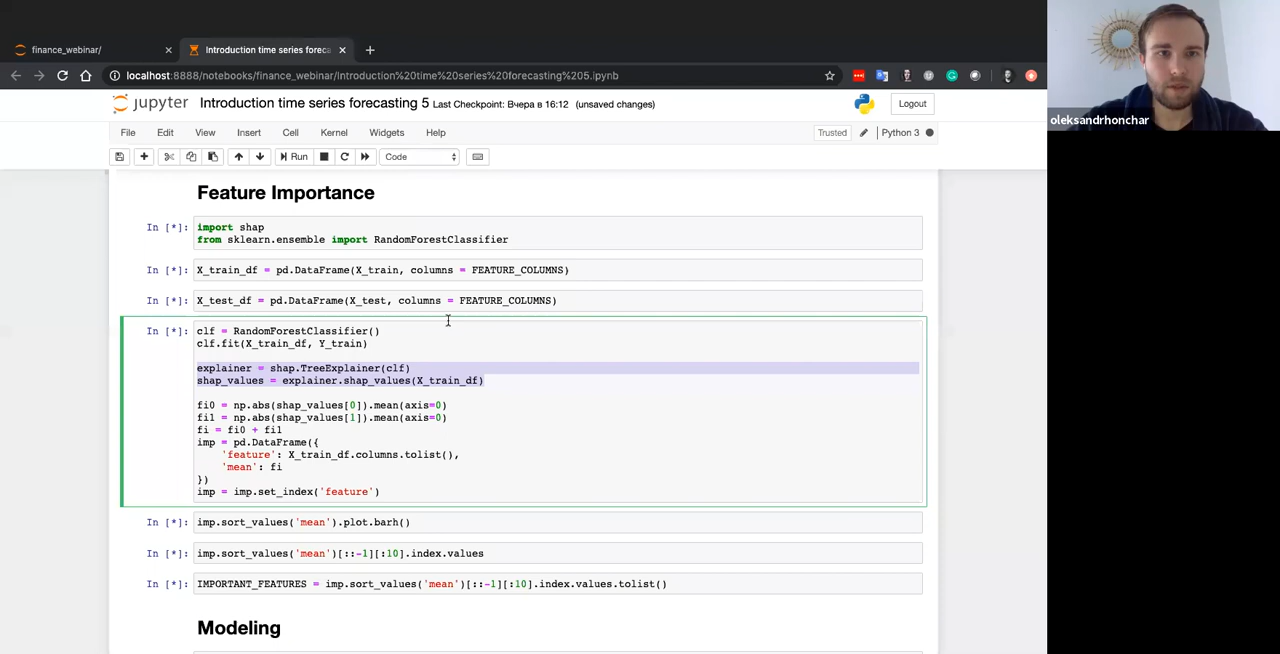 finance_webinar/
Introduction time series foreca
localhost:8888/notebooks/finance_webinar/introduction%20time%20series%20forecasting%205.ipynb
jupyter Introduction time series forecasting 5 Last Checkpoint: Вчера в 16:12 (unsaved changes)
Logout
File Edit View Insert Cell Kernel Widgets Help
Trusted Python 3
Run Code
oleksandrhonchar
Feature Importance
In [*]: import shap
from sklearn.ensemble import RandomForestClassifier
In [*]: X_train_df = pd.DataFrame(X_train, columns = FEATURE_COLUMNS)
In [*]: X_test_df = pd.DataFrame(X_test, columns = FEATURE_COLUMNS)
In [*]: clf = RandomForestClassifier()
clf.fit(X_train_df, Y_train)
explainer = shap.TreeExplainer(clf)
shap_values = explainer.shap_values(X_train_df)
fi0 = np.abs(shap_values[0]).mean(axis=0)
fi1 = np.abs(shap_values[1]).mean(axis=0)
fi = fi0 + fi1
imp = pd.DataFrame({
'feature': X_train_df.columns.tolist(),
'mean': fi
})
imp = imp.set_index('feature')
In [*]: imp.sort_values('mean').plot.barh()
In [*]: imp.sort_values('mean')[::-1][:10].index.values
In [*]: IMPORTANT_FEATURES = imp.sort_values('mean')[::-1][:10].index.values.tolist()
Modeling